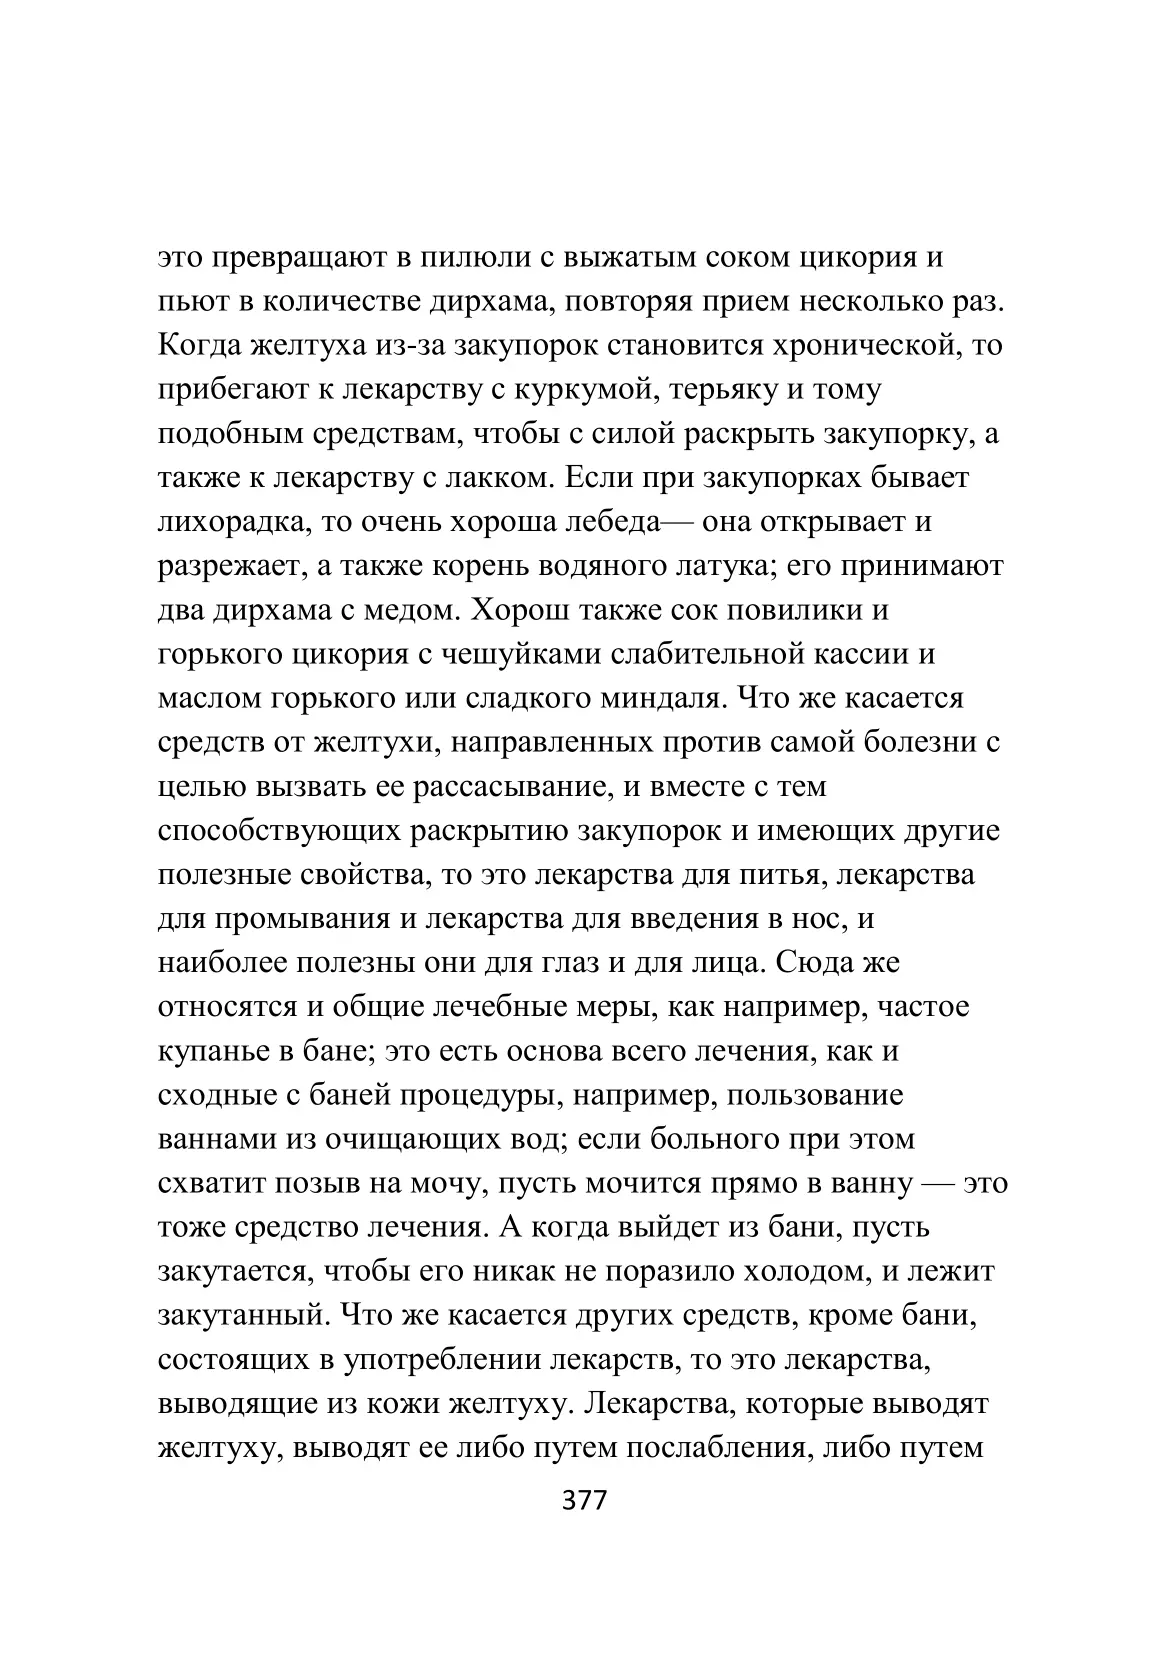 это превращают в пилюли с выжатым соком цикория и
пьют в количестве дирхама, повторяя прием несколько раз.
Когда желтуха из-за закупорок становится хронической, то
прибегают к лекарству с куркумой, терьяку и тому
подобным средствам, чтобы с силой раскрыть закупорку, а
также к лекарству с лакком. Если при закупорках бывает
лихорадка, то очень хороша лебеда— она открывает и
разрежает, а также корень водяного латука; его принимают
два дирхама с медом. Хорош также сок повилики и
горького цикория с чешуйками слабительной кассии и
маслом горького или сладкого миндаля. Что же касается
средств от желтухи, направленных против самой болезни с
целью вызвать ее рассасывание, и вместе с тем
способствующих раскрытию закупорок и имеющих другие
полезные свойства, то это лекарства для питья, лекарства
для промывания и лекарства для введения в нос, и
наиболее полезны они для глаз и для лица. Сюда же
относятся и общие лечебные меры, как например, частое
купанье в бане; это есть основа всего лечения, как и
сходные с баней процедуры, например, пользование
ваннами из очищающих вод; если больного при этом
схватит позыв на мочу, пусть мочится прямо в ванну — это
тоже средство лечения. А когда выйдет из бани, пусть
закутается, чтобы его никак не поразило холодом, и лежит
закутанный. Что же касается других средств, кроме бани,
состоящих в употреблении лекарств, то это лекарства,
выводящие из кожи желтуху. Лекарства, которые выводят
желтуху, выводят ее либо путем послабления, либо путем
377